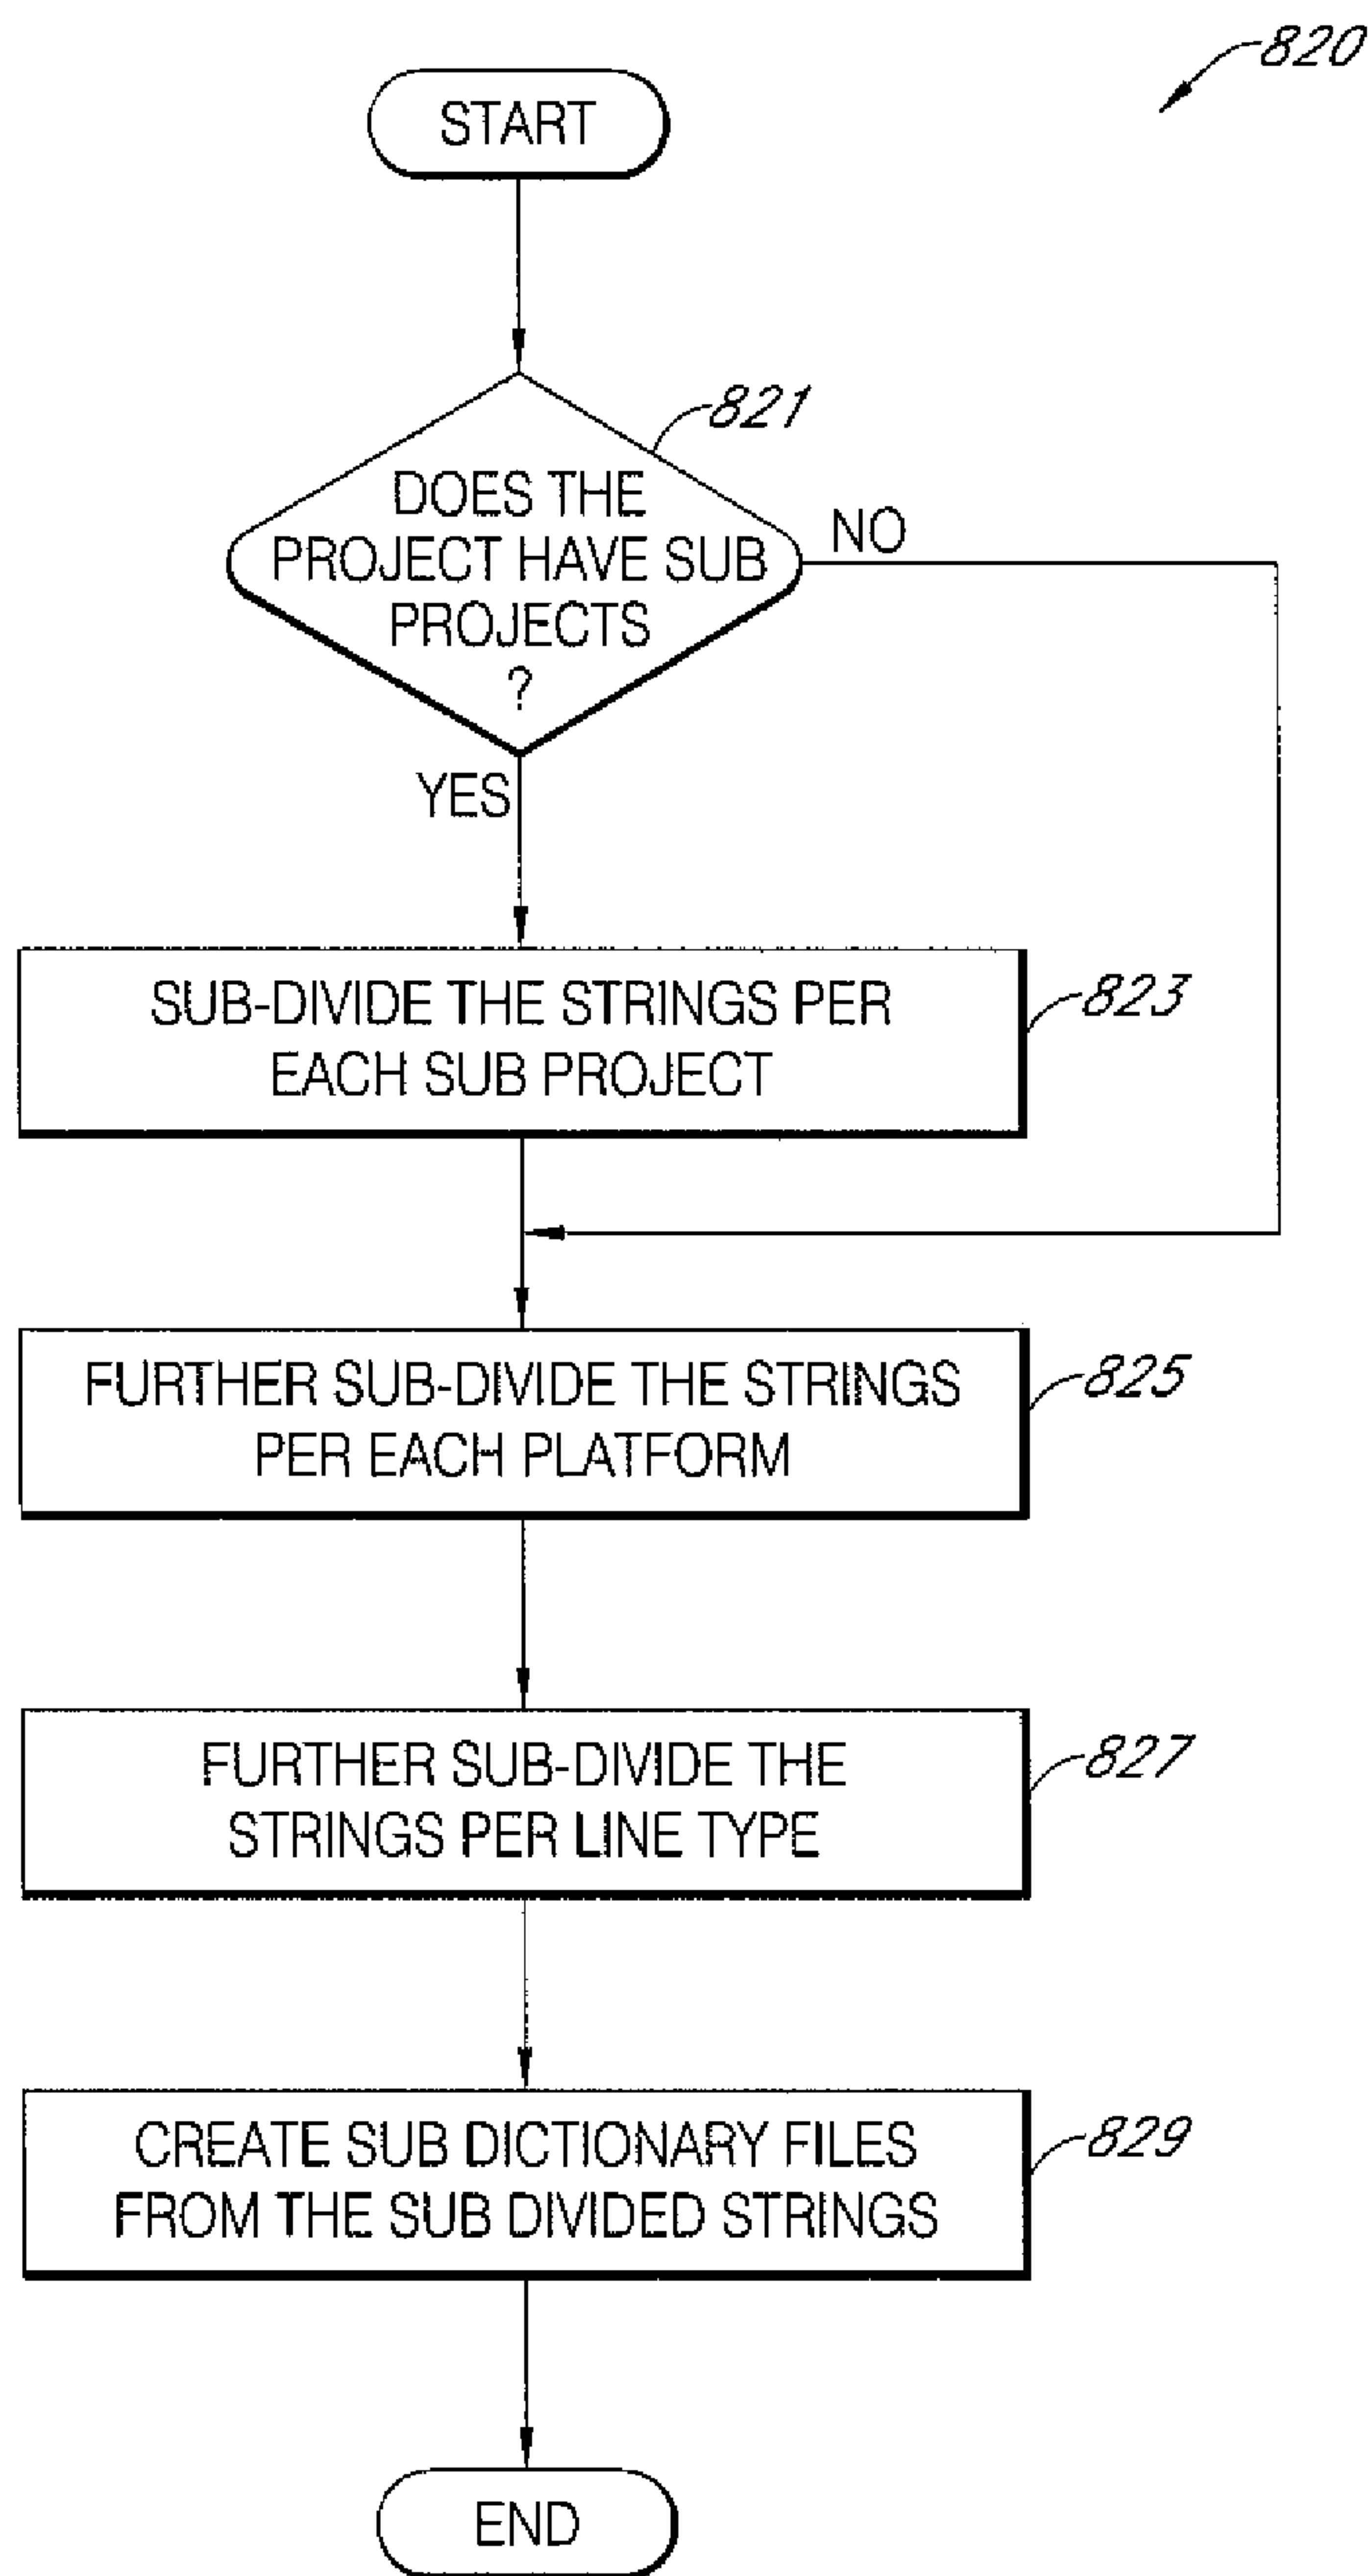 820
START
821
DOES THE
PROJECT HAVE SUB
PROJECTS
?
NO
YES
SUB-DIVIDE THE STRINGS PER
EACH SUB PROJECT
823
FURTHER SUB-DIVIDE THE STRINGS
PER EACH PLATFORM
825
FURTHER SUB-DIVIDE THE
STRINGS PER LINE TYPE
827
CREATE SUB DICTIONARY FILES
FROM THE SUB DIVIDED STRINGS
829
END